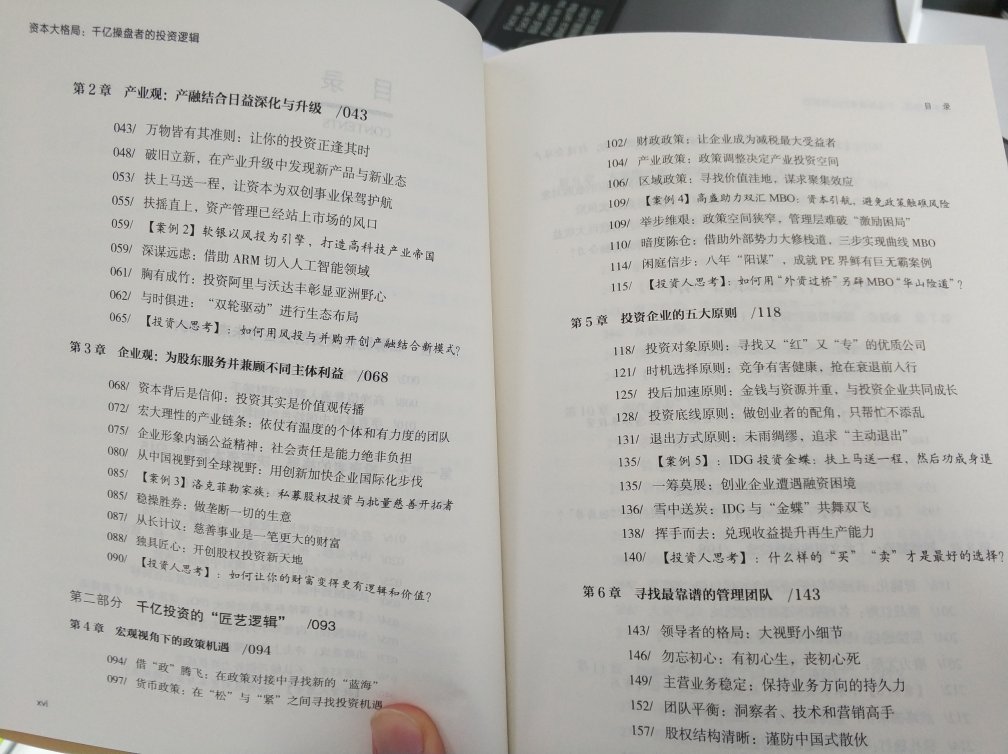 资本大格局：千亿操盘者的投资逻辑
第2章 产业观：产融结合日益深化与升级 /043
043/ 万物皆有其准则：让你的投资正逢其时
048/ 破旧立新，在产业升级中发现新产品与新业态
053/ 扶上马送一程，让资本为双创事业保驾护航
055/ 扶摇直上，资产管理已经站上市场的风口
059/ 【案例2】软银以风投为引擎，打造高科技产业帝国
059/ 深谋远虑：借助ARM切入人工智能领域
061/ 胸有成竹：投资阿里与沃达丰彰显亚洲野心
062/ 与时俱进：“双轮驱动”进行生态布局
065/ 【投资人思考】：如何用风投与并购开创产融结合新模式？
第3章 企业观：为股东服务并兼顾不同主体利益 /068
068/ 资本背后是信仰：投资其实是价值观传播
072/ 宏大理性的产业链条：依仗有温度的个体和有力度的团队
075/ 企业形象内涵公益精神：社会责任是能力绝非负担
080/ 从中国视野到全球视野：用创新加快企业国际化步伐
085/ 【案例3】洛克菲勒家族：私募股权投资与批量慈善开拓者
085/ 稳操胜券：做垄断一切的生意
087/ 从长计议：慈善事业是一笔更大的财富
088/ 独具匠心：开创股权投资新天地
090/ 【投资人思考】：如何让你的财富变得更有逻辑和价值？
第二部分 千亿投资的“匠艺逻辑” /093
第4章 宏观视角下的政策机遇 /094
094/ 借“政”腾飞：在政策对接中寻找新的“蓝海”
097/ 货币政策：在“松”与“紧”之间寻找投资机遇
xvi
目 录
102/ 财政政策：让企业成为减税最大受益者
104/ 产业政策：政策调整决定产业投资空间
106/ 区域政策：寻找价值洼地，谋求聚集效应
109/ 【案例4】高盛助力双汇MBO：资本引航，避免政策触雄风险
109/ 举步维艰：政策空间狭窄，管理层难破“激励困局”
110/ 暗度陈仓：借助外部势力大修栈道，三步实现曲线MBO
114/ 闲庭信步：八年“阳谋”，成就PE界鲜有巨无霸案例
115/ 【投资人思考】：如何用“外资过桥”另辟MBO“华山险道”？
第5章 投资企业的五大原则 /118
118/ 投资对象原则：寻找又“红”又“专”的优质公司
121/ 时机选择原则：竞争有害健康，抢在衰退前入行
125/ 投后加速原则：金钱与资源并重，与投资企业共同成长
128/ 投资底线原则：做创业者的配角，只帮忙不添乱
131/ 退出方式原则：未雨绸缪，追求“主动退出”
135/ 【案例5】：IDG投资金蝶：扶上马送一程，然后功成身退
135/ 一筹莫展：创业企业遭遇融资困境
136/ 雪中送炭：IDG与“金蝶”共舞双飞
138/ 挥手而去：兑现收益提升再生产能力
140/ 【投资人思考】：什么样的“买”“卖”才是最好的选择？
第6章 寻找最靠谱的管理团队 /143
143/ 领导者的格局：大视野小细节
146/ 勿忘初心：有初心生，丧初心死
149/ 主营业务稳定：保持业务方向的持久力
152/ 团队平衡：洞察者、技术和营销高手
157/ 股权结构清晰：谨防中国式散伙